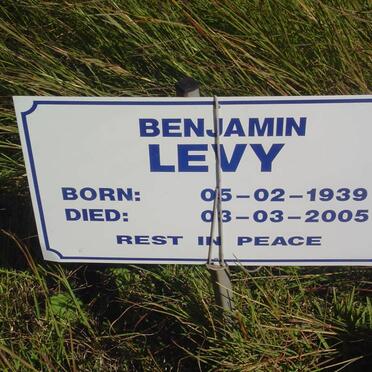 BENJAMIN
LEVY
BORN: 05-02-1939
DIED: 03-03-2005
REST IN PEACE